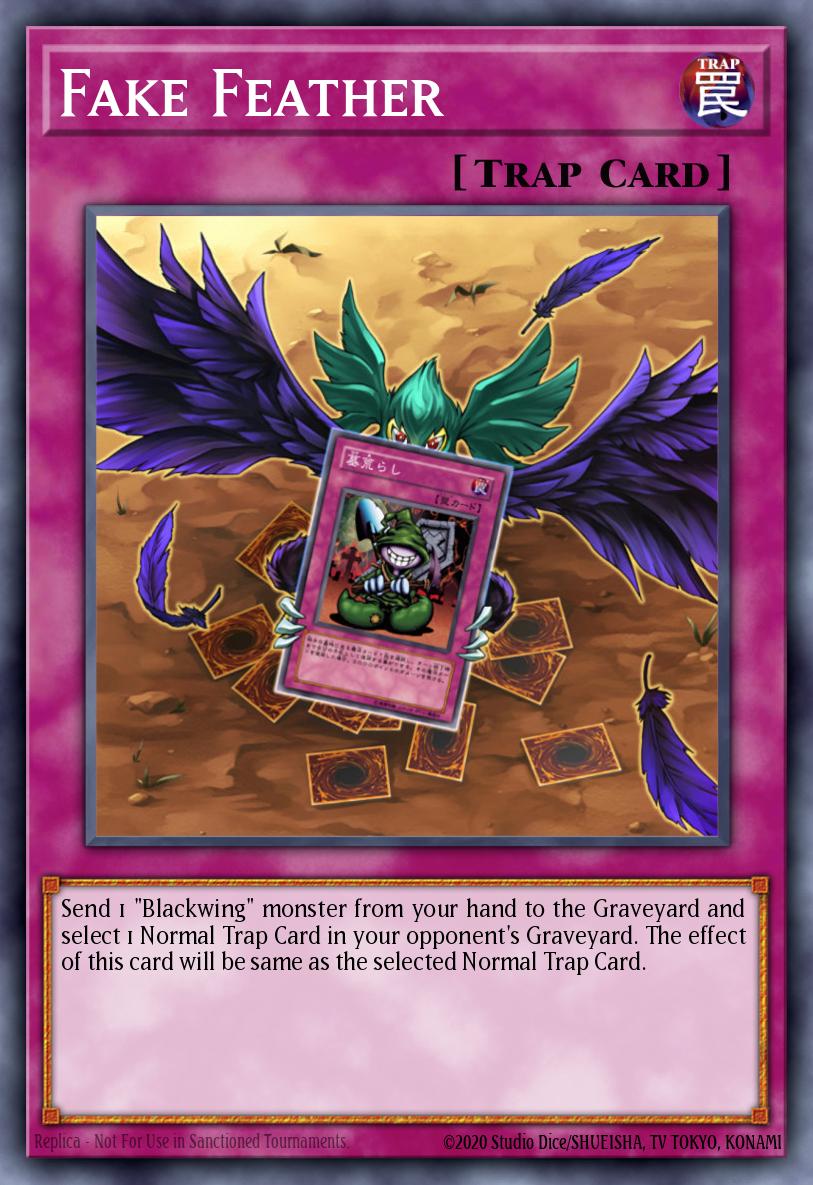 Fake Feather
TRAP
罠
[Trap Card]
墓荒らし
罠
【罠カード】
Send 1 "Blackwing" monster from your hand to the Graveyard and
select 1 Normal Trap Card in your opponent's Graveyard. The effect
of this card will be same as the selected Normal Trap Card.
Replica - Not For Use in Sanctioned Tournaments.
©2020 Studio Dice/SHUEISHA, TV TOKYO, KONAMI